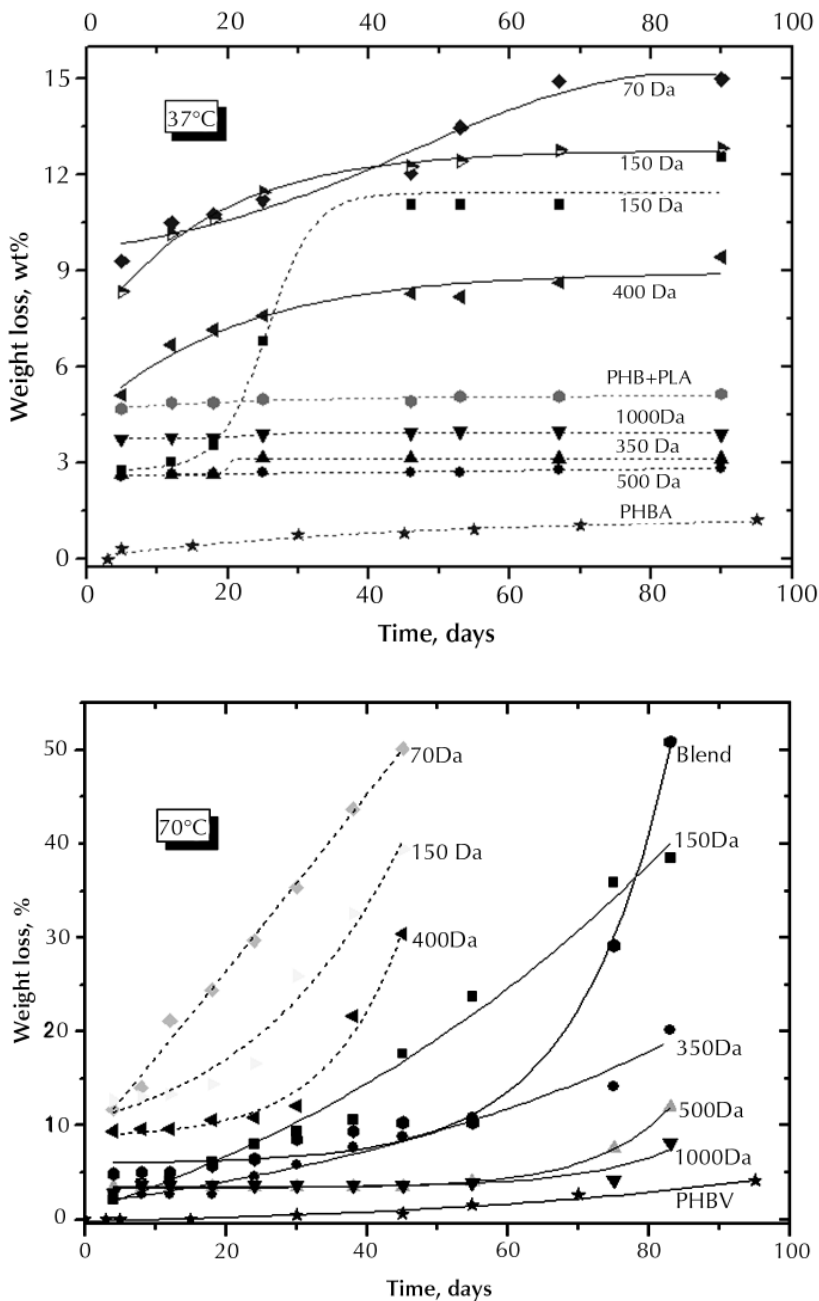 0 20 40 60 80 100
15
37°C
70 Da
150 Da
12
150 Da
9
400 Da
6
PHB+PLA
1000Da
350 Da
3
500 Da
PHBA
0
0 20 40 60 80 100
Weight loss, wt%
Time, days
50
70Da
Blend
70°C
40
150 Da
150Da
30
400Da
20
350Da
10
500Da
1000Da
PHBV
0
20 40 60 80 100
Weight loss, %
Time, days